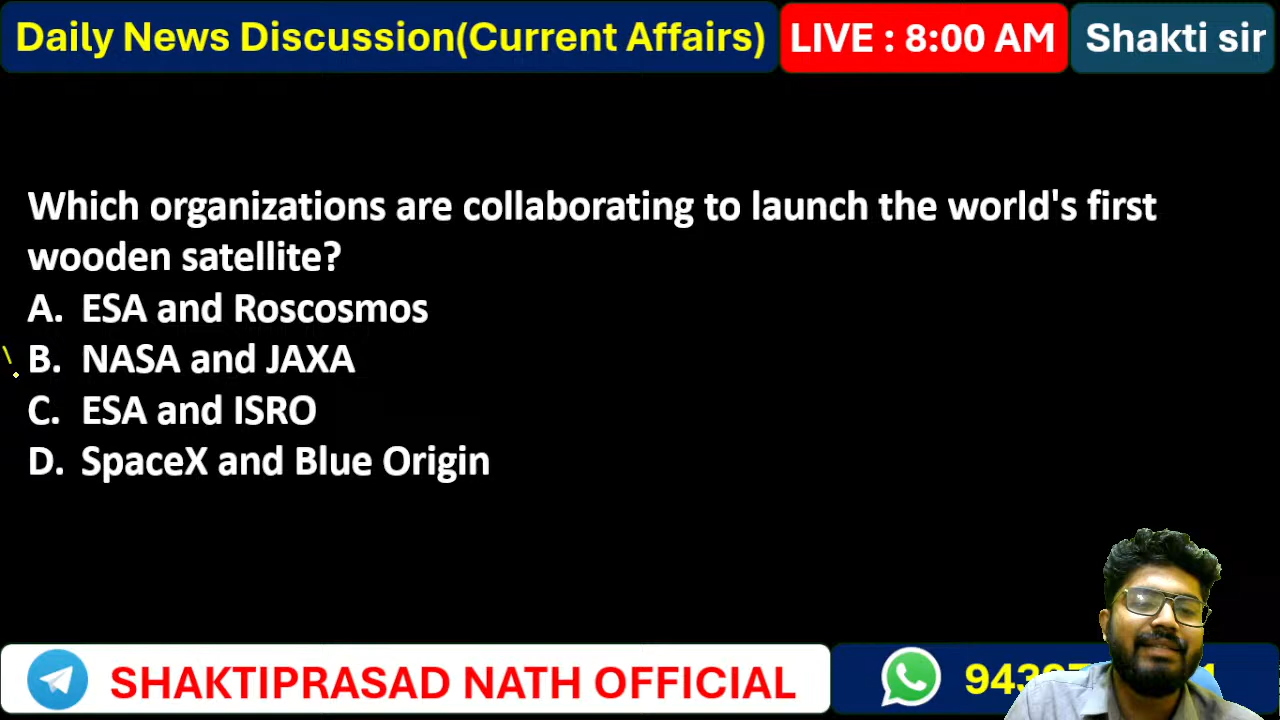 Daily News Discussion(Current Affairs)
LIVE : 8:00 AM
Shakti sir
Which organizations are collaborating to launch the world's first
wooden satellite?
A. ESA and Roscosmos
B. NASA and JAXA
C. ESA and ISRO
D. SpaceX and Blue Origin
SHAKTIPRASAD NATH OFFICIAL